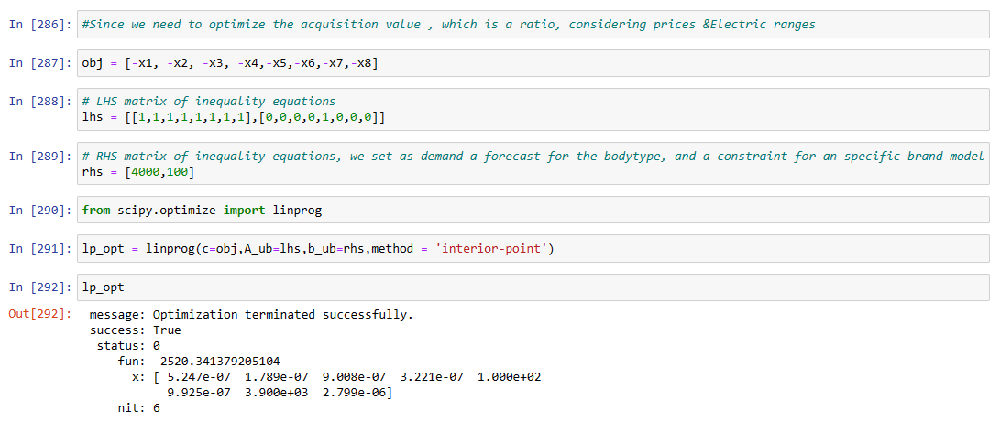 In [286]: #Since we need to optimize the acquisition value , which is a ratio, considering prices &Electric ranges
In [287]: obj = [-x1, -x2, -x3, -x4,-x5,-x6,-x7,-x8]
In [288]: # LHS matrix of inequality equations
lhs = [[1,1,1,1,1,1,1,1],[0,0,0,0,1,0,0,0]]
In [289]: # RHS matrix of inequality equations, we set as demand a forecast for the bodytype, and a constraint for an specific brand-model
rhs = [4000,100]
In [290]: from scipy.optimize import linprog
In [291]: lp_opt = linprog(c=obj,A_ub=lhs,b_ub=rhs,method = 'interior-point')
In [292]: lp_opt
Out[292]: message: Optimization terminated successfully.
success: True
status: 0
fun: -2520.341379205104
x: [ 5.247e-07 1.789e-07 9.008e-07 3.221e-07 1.000e+02
9.925e-07 3.900e+03 2.799e-06]
nit: 6